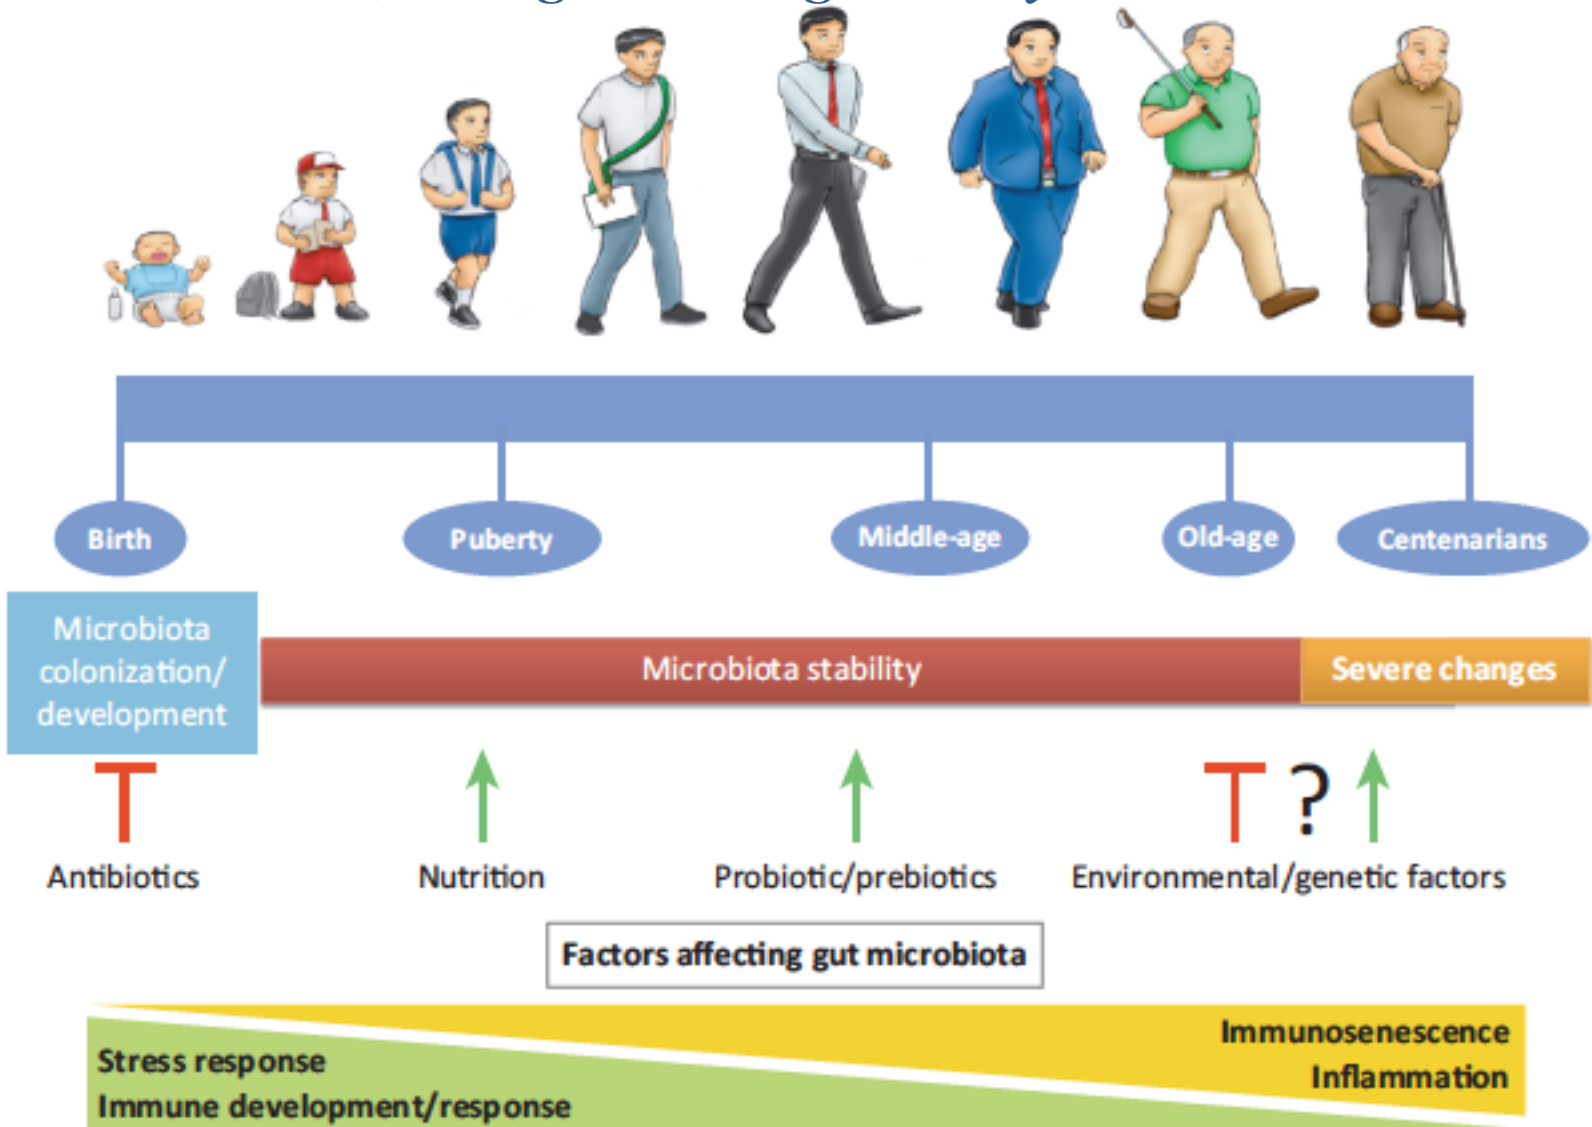 Birth
Puberty
Middle-age
Old-age
Centenarians
Microbiota
colonization/
development
Microbiota stability
Severe changes
?
Antibiotics
Nutrition
Probiotic/prebiotics
Environmental/genetic factors
Factors affecting gut microbiota
Immunosenescence
Inflammation
Stress response
Immune development/response